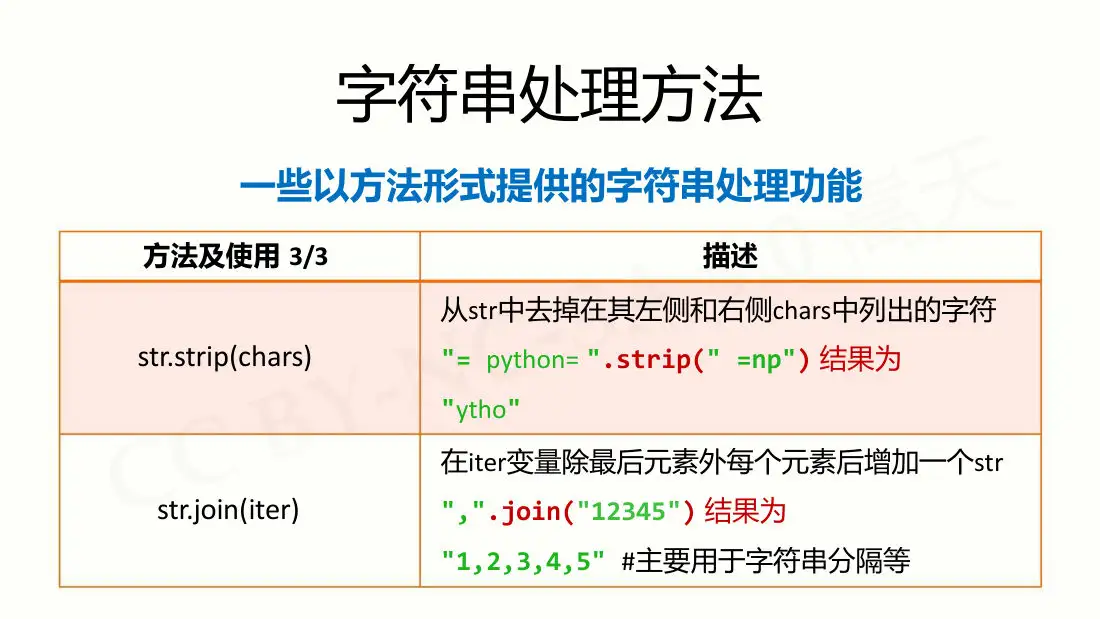 字符串处理方法
一些以方法形式提供的字符串处理功能
方法及使用 3/3
描述
str.strip(chars)
从str中去掉在其左侧和右侧chars中列出的字符
"= python= ".strip(" =np") 结果为
"ytho"
str.join(iter)
在iter变量除最后元素外每个元素后增加一个str
",".join("12345") 结果为
"1,2,3,4,5" #主要用于字符串分隔等